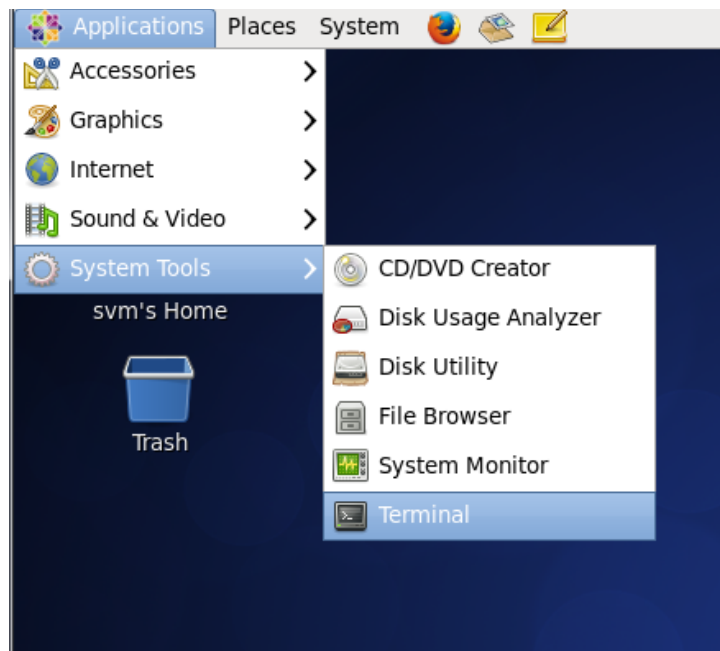 Applications Places System
Accessories
Graphics
Internet
Sound & Video
System Tools
CD/DVD Creator
Disk Usage Analyzer
Disk Utility
File Browser
System Monitor
Terminal
svm's Home
Trash